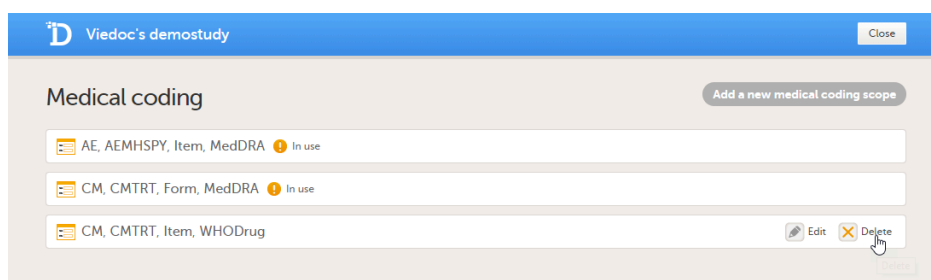 Viedoc's demostudy
Close
Medical coding
Add a new medical coding scope
AE, AEMHSPY, Item, MedDRA In use
CM, CMTRT, Form, MedDRA In use
CM, CMTRT, Item, WHODrug Edit Delete
Delete